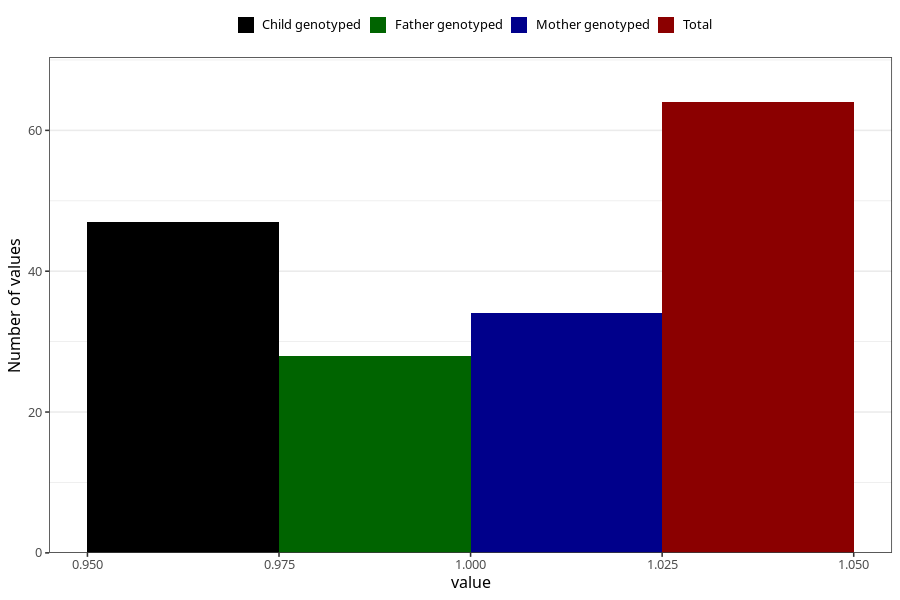 Child genotyped Father genotyped Mother genotyped Total
Number of values
60
40
20
0
0.950 0.975 1.000 1.025 1.050
value